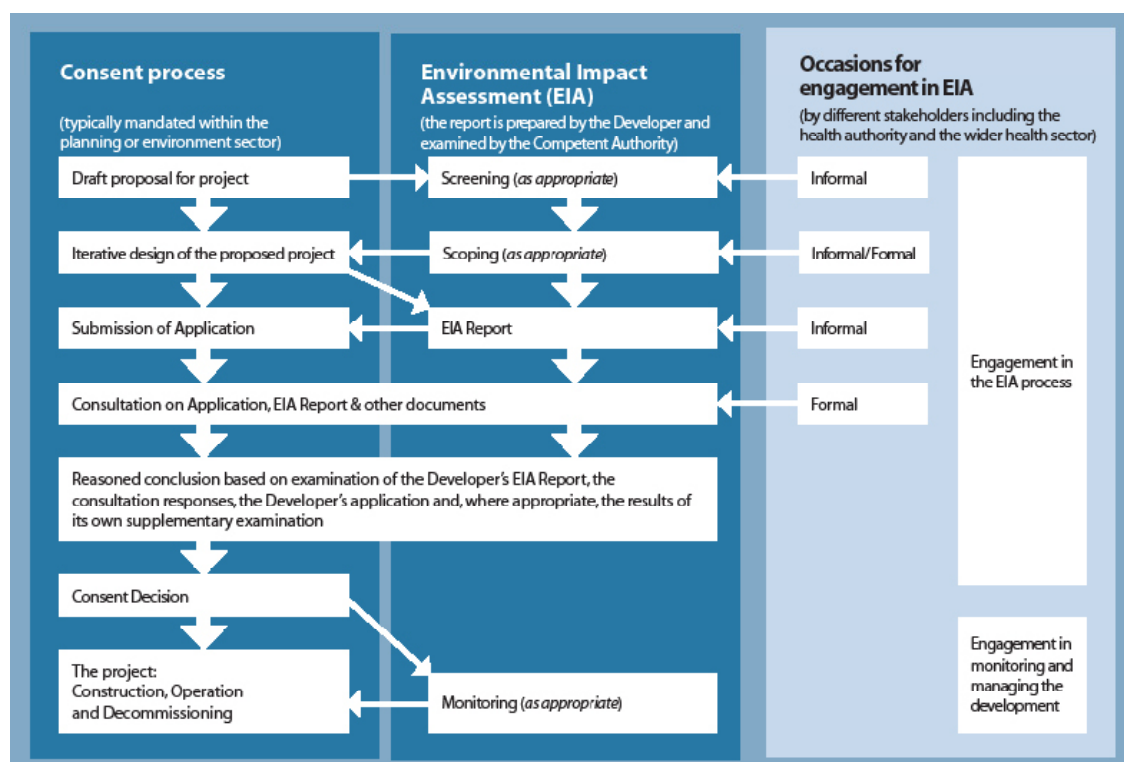 Consent process
(typically mandated within the
planning or environment sector)
Environmental Impact
Assessment (EIA)
(the report is prepared by the Developer and
examined by the Competent Authority)
Occasions for
engagement in EIA
(by different stakeholders including the
health authority and the wider health sector)
Draft proposal for project
Screening (as appropriate)
Informal
Iterative design of the proposed project
Scoping (as appropriate)
Informal/Formal
Submission of Application
EIA Report
Informal
Engagement in
the EIA process
Consultation on Application, EIA Report & other documents
Formal
Reasoned conclusion based on examination of the Developer's EIA Report, the
consultation responses, the Developer's application and, where appropriate, the results of
its own supplementary examination
Consent Decision
The project:
Construction, Operation
and Decommissioning
Monitoring (as appropriate)
Engagement in
monitoring and
managing the
development